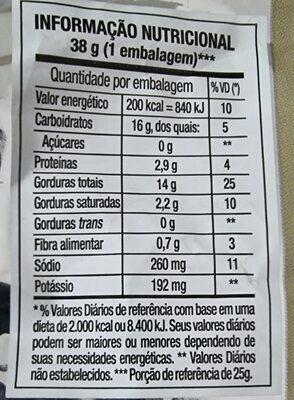 INFORMAÇÃO NUTRICIONAL
38 g (1 embalagem)***
Quantidade por embalagem % VD (*)
Valor energético 200 kcal = 840 kJ 10
Carboidratos 16 g, dos quais: 5
Açúcares 0 g **
Proteínas 2,9 g 4
Gorduras totais 14 g 25
Gorduras saturadas 2,2 g 10
Gorduras trans 0 g **
Fibra alimentar 0,7 g 3
Sódio 260 mg 11
Potássio 192 mg **
* % Valores Diários de referência com base em uma
dieta de 2.000 kcal ou 8.400 kJ. Seus valores diários
podem ser maiores ou menores dependendo de
suas necessidades energéticas. ** Valores Diários
não estabelecidos. *** Porção de referência de 25g.